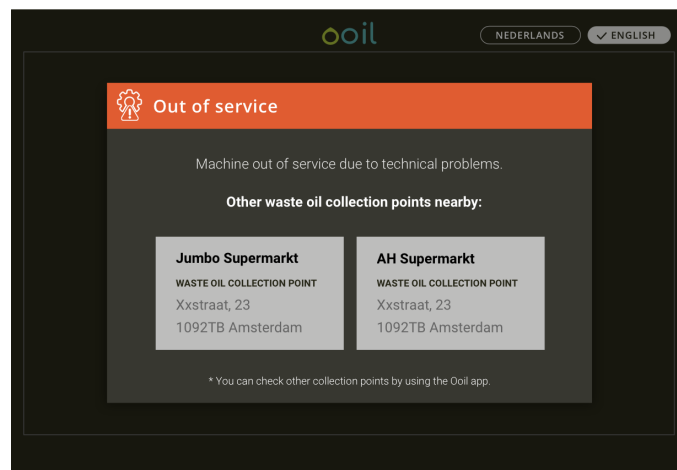 ooil
NEDERLANDS
ENGLISH
Out of service
Machine out of service due to technical problems.
Other waste oil collection points nearby:
Jumbo Supermarkt
WASTE OIL COLLECTION POINT
Xxstraat, 23
1092TB Amsterdam
AH Supermarkt
WASTE OIL COLLECTION POINT
Xxstraat, 23
1092TB Amsterdam
* You can check other collection points by using the Ooil app.